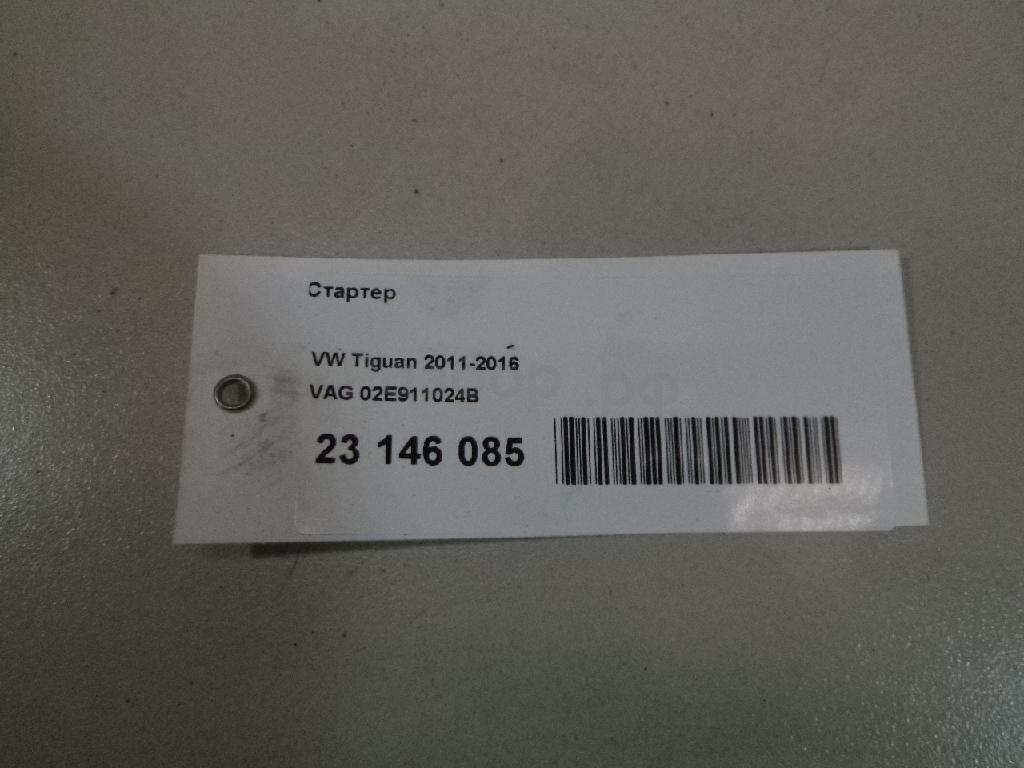 Стартер
VW Tiguan 2011-2016
VAG 02E911024B
23 146 085